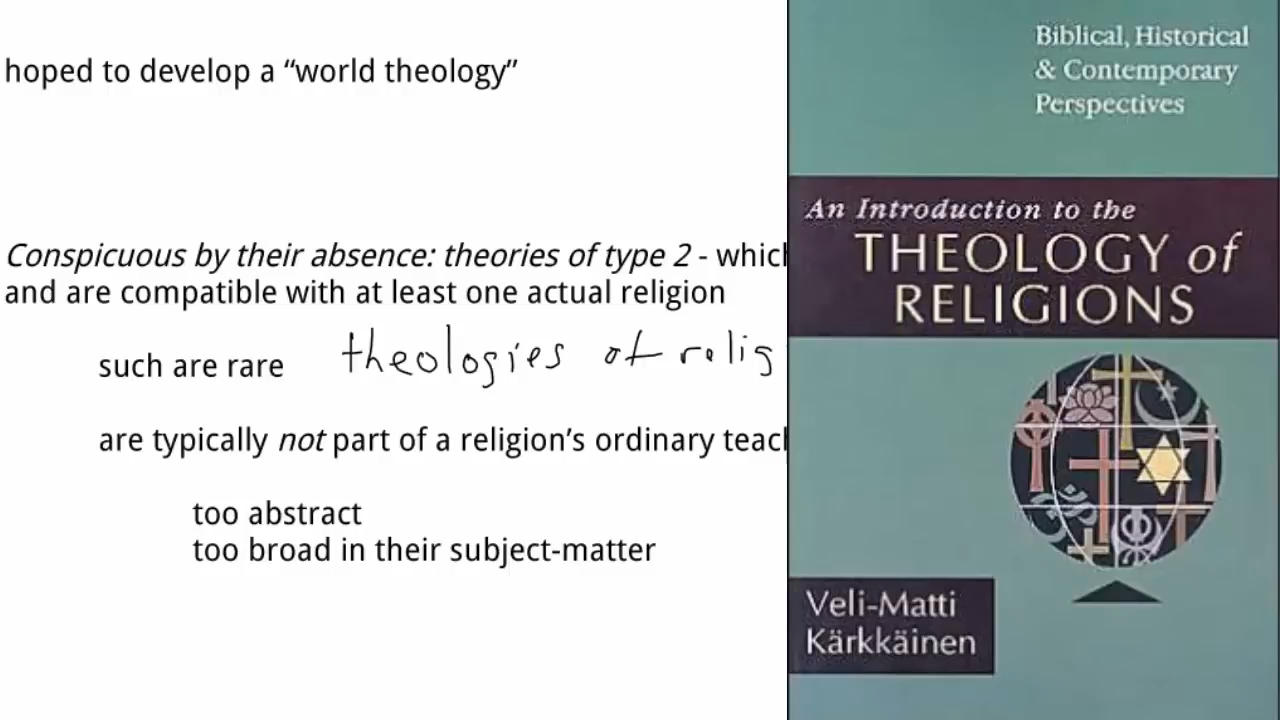 hoped to develop a “world theology”
Conspicuous by their absence: theories of type 2 - which
and are compatible with at least one actual religion
such are rare theologies of relig
are typically not part of a religion’s ordinary teach
too abstract
too broad in their subject-matter
Biblical, Historical
& Contemporary
Perspectives
An Introduction to the
THEOLOGY of
RELIGIONS
Veli-Matti
Kärkkäinen